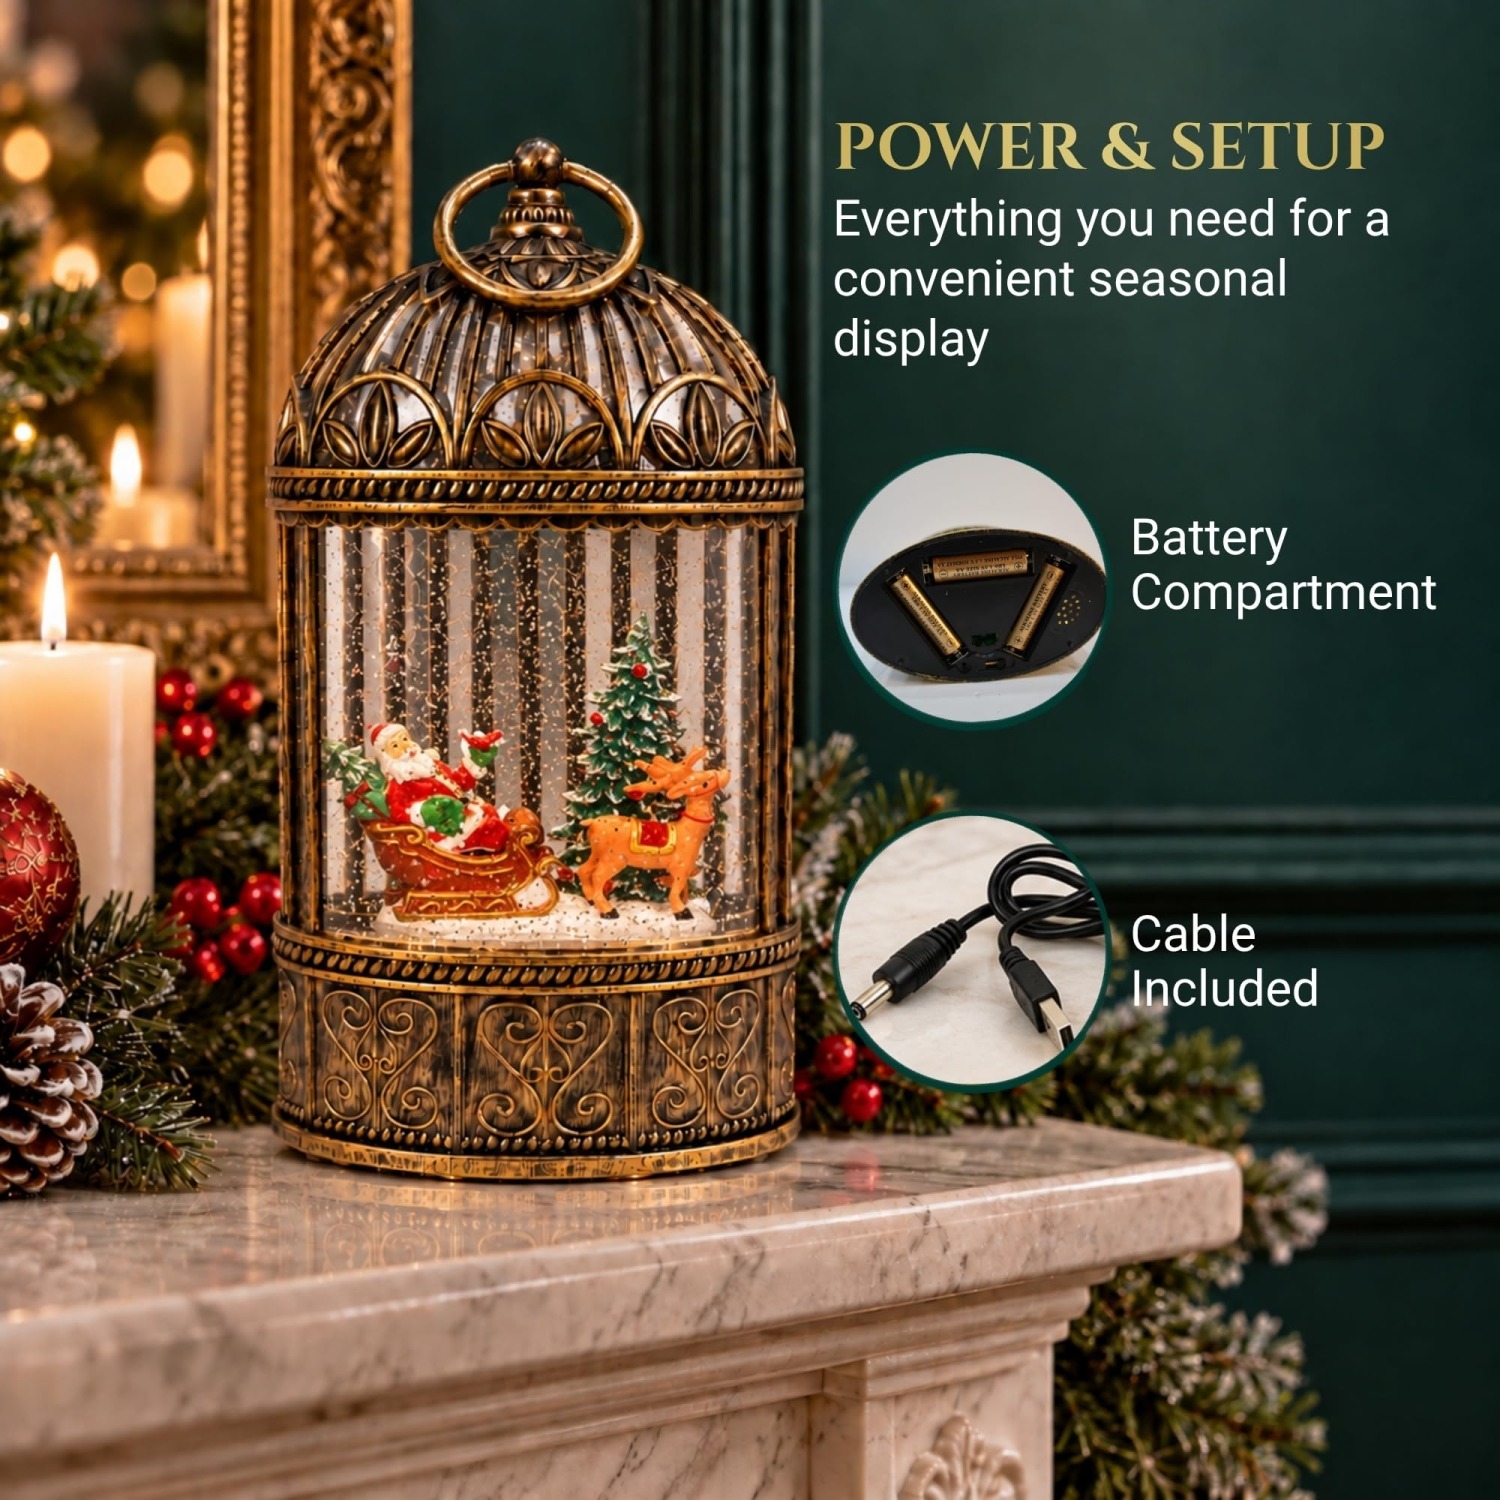 POWER & SETUP
Everything you need for a
convenient seasonal
display
Battery
Compartment
Cable
Included